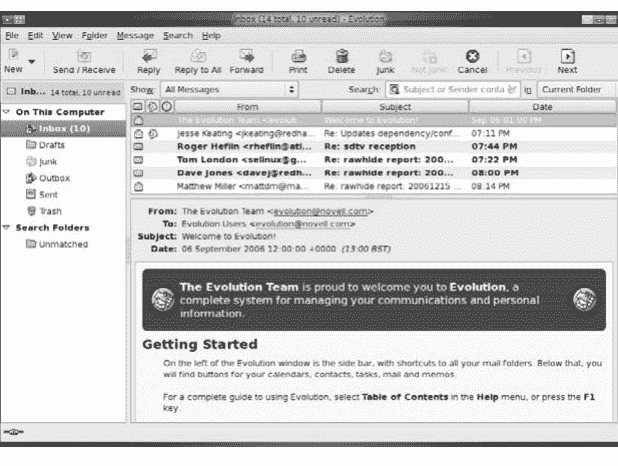 Inbox (14 total, 10 unread) - Evolution
File Edit View Folder Message Search Help
New Send / Receive Reply Reply to All Forward Print Delete Junk Not Junk Cancel Previous Next
Inb... 14 total, 10 unread Show: All Messages Search: Subject or Sender conta in Current Folder
From Subject Date
The Evolution Team <evoluti... Welcome to Evolution! Sep 06 01:00 PM
Jesse Keating <jkeating@redha... Re: Updates dependency/conf... 07:11 PM
Roger Heflin <rheflin@atl... Re: sdtv reception 07:44 PM
Tom London <selinux@g... Re: rawhide report: 200... 07:22 PM
Dave Jones <davej@redh... Re: rawhide report: 200... 08:00 PM
Matthew Miller <mattdm@ma... Re: rawhide report: 20061215 ... 08:14 PM
On This Computer
Inbox (10)
Drafts
Junk
Outbox
Sent
Trash
Search Folders
Unmatched
From: The Evolution Team <evolution@novell.com>
To: Evolution Users <evolution@novell.com>
Subject: Welcome to Evolution!
Date: 06 September 2006 12:00:00 +0000 (13:00 BST)
The Evolution Team is proud to welcome you to Evolution, a
complete system for managing your communications and personal
information.
Getting Started
On the left of the Evolution window is the side bar, with shortcuts to all your mail folders. Below that, you
will find buttons for your calendars, contacts, tasks, mail and memos.
For a complete guide to using Evolution, select Table of Contents in the Help menu, or press the F1
key.